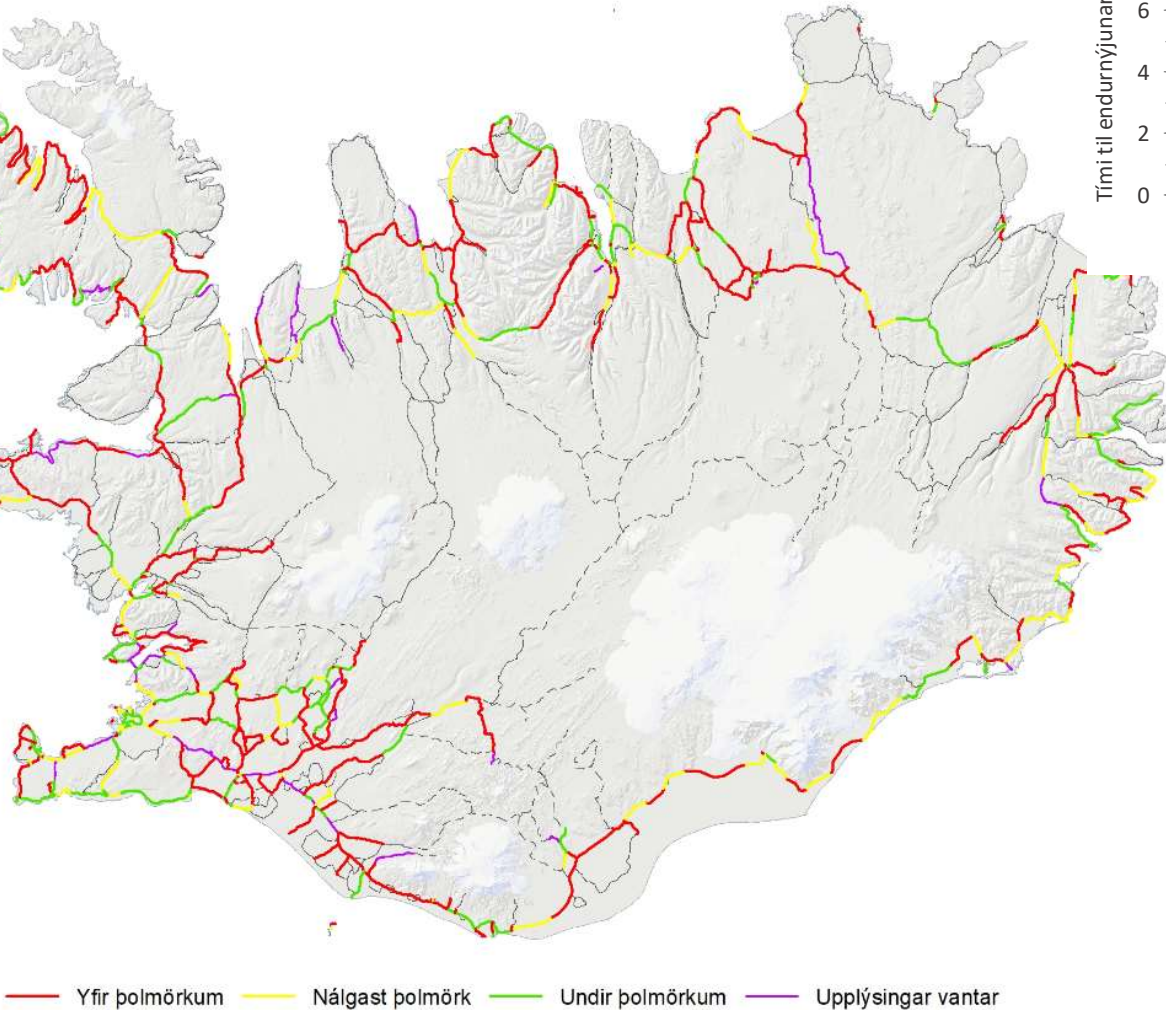 6
4
2
0
Tími til endurnýjunar
Yfir þolmörkum
Nálgast þolmörk
Undir þolmörkum
Upplýsingar vantar